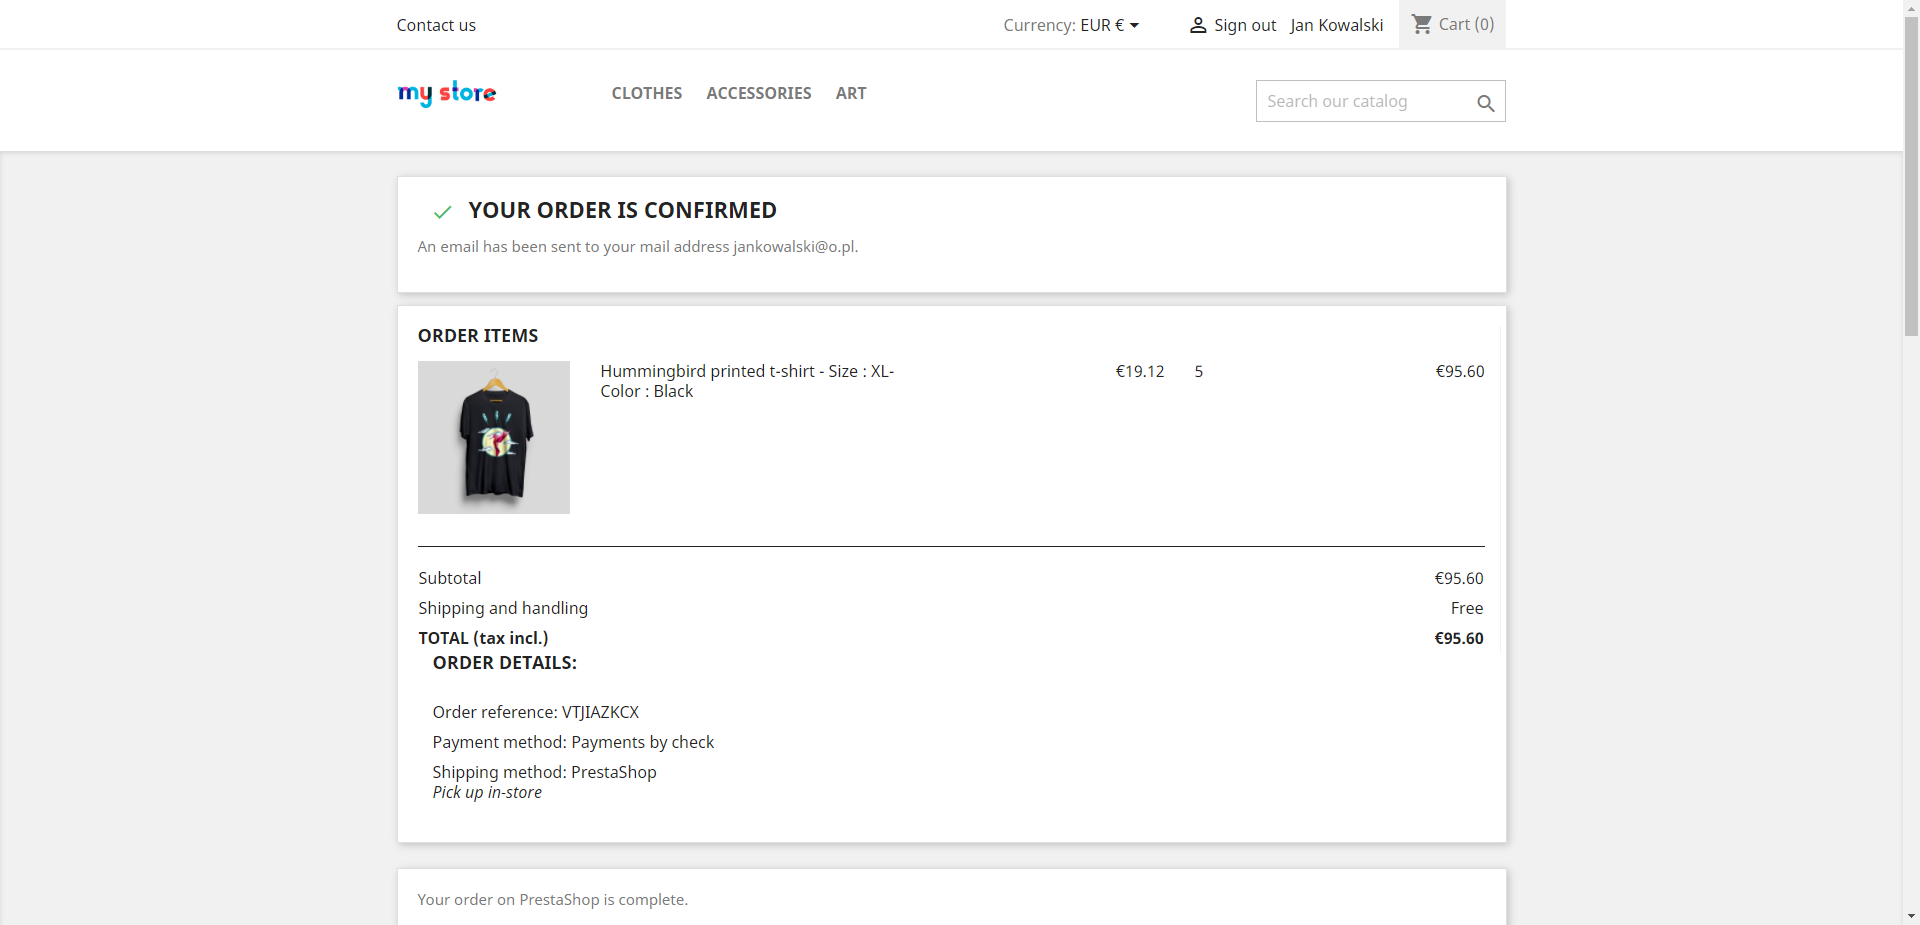 Contact us
Currency: EUR €
Sign out
Jan Kowalski
Cart (0)
my store
CLOTHES
ACCESSORIES
ART
Search our catalog
YOUR ORDER IS CONFIRMED
An email has been sent to your mail address jankowalski@o.pl.
ORDER ITEMS
Hummingbird printed t-shirt - Size : XL-
Color : Black
€19.12
5
€95.60
Subtotal
€95.60
Shipping and handling
Free
TOTAL (tax incl.)
€95.60
ORDER DETAILS:
Order reference: VTJIAZKCX
Payment method: Payments by check
Shipping method: PrestaShop
Pick up in-store
Your order on PrestaShop is complete.